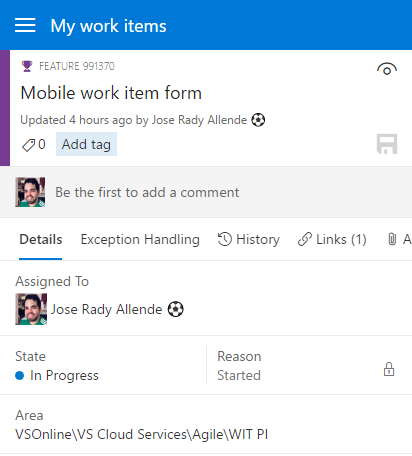 My work items
FEATURE 991370
Mobile work item form
Updated 4 hours ago by Jose Rady Allende ⚽
0 Add tag
Be the first to add a comment
Details Exception Handling History Links (1) A
Assigned To
Jose Rady Allende ⚽
State Reason
In Progress Started
Area
VSOnline\VS Cloud Services\Agile\WIT PI